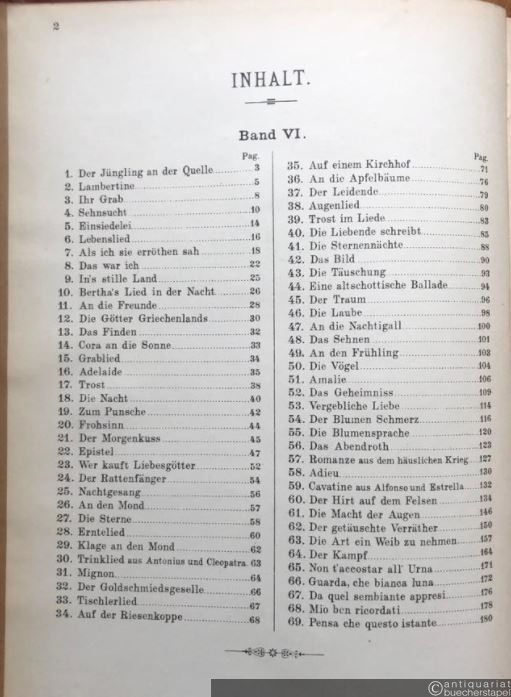 2
INHALT.
Band VI.
Pag.
1. Der Jüngling an der Quelle 3
2. Lambertine 5
3. Ihr Grab 8
4. Sehnsucht 10
5. Einsiedelei 14
6. Lebenslied 16
7. Als ich sie erröthen sah 18
8. Das war ich 22
9. In's stille Land 25
10. Bertha's Lied in der Nacht 26
11. An die Freunde 28
12. Die Götter Griechenlands 30
13. Das Finden 32
14. Cora an die Sonne 33
15. Grablied 34
16. Adelaide 35
17. Trost 38
18. Die Nacht 40
19. Zum Punsche 42
20. Frohsinn 44
21. Der Morgenkuss 45
22. Epistel 47
23. Wer kauft Liebesgötter 52
24. Der Rattenfänger 54
25. Nachtgesang 56
26. An den Mond 57
27. Die Sterne 58
28. Erntelied 60
29. Klage an den Mond 62
30. Trinklied aus Antonius und Cleopatra. 63
31. Mignon 64
32. Der Goldschmiedsgeselle 66
33. Tischlerlied 67
34. Auf der Riesenkoppe 68
Pag.
35. Auf einem Kirchhof 71
36. An die Apfelbäume 76
37. Der Leidende 79
38. Augenlied 80
39. Trost im Liede 83
40. Die Liebende schreibt 85
41. Die Sternennächte 88
42. Das Bild 90
43. Die Täuschung 93
44. Eine altschottische Ballade 94
45. Der Traum 96
46. Die Laube 98
47. An die Nachtigall 100
48. Das Sehnen 101
49. An den Frühling 103
50. Die Vögel 104
51. Amalie 106
52. Das Geheimniss 109
53. Vergebliche Liebe 114
54. Der Blumen Schmerz 116
55. Die Blumensprache 120
56. Das Abendroth 123
57. Romanze aus dem häuslichen Krieg 127
58. Adieu 130
59. Cavatine aus Alfonso und Estrella 132
60. Der Hirt auf dem Felsen 134
61. Die Macht der Augen 146
62. Der getäuschte Verräther 150
63. Die Art ein Weib zu nehmen 157
64. Der Kampf 164
65. Non t'accostar all' Urna 171
66. Guarda, che bianca luna 172
67. Da quel sembiante appresi 176
68. Mio ben ricordati 178
69. Pensa che questo istante 180
©antiquariat
buecherstapel